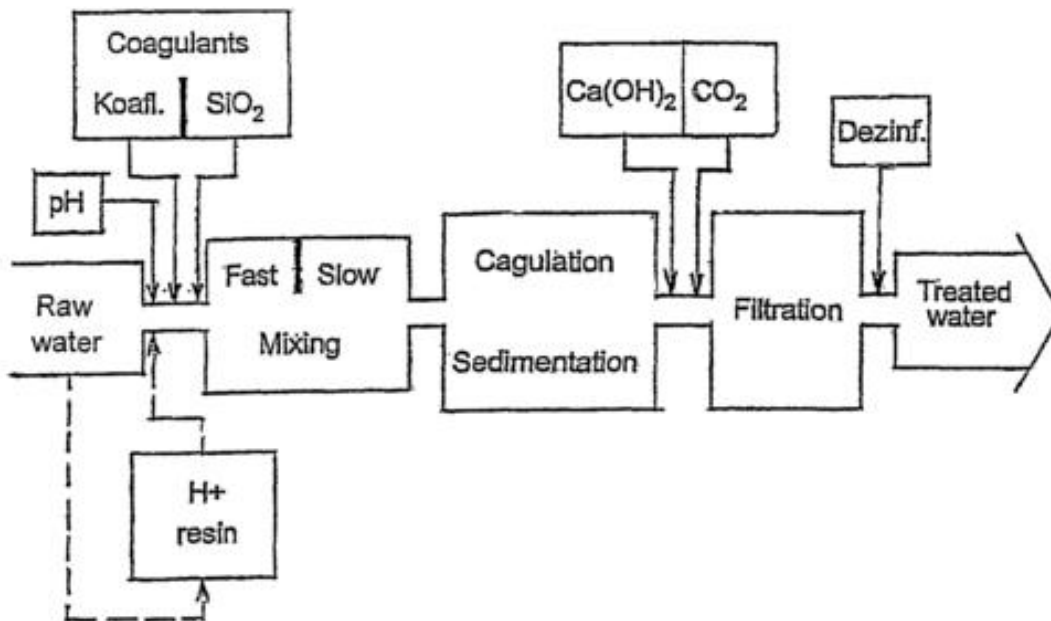 Coagulants
Koafl. SiO₂
Ca(OH)₂ CO₂
Dezinf.
pH
Raw
water
Fast Slow
Mixing
Cagulation
Sedimentation
Filtration
Treated
water
H+
resin